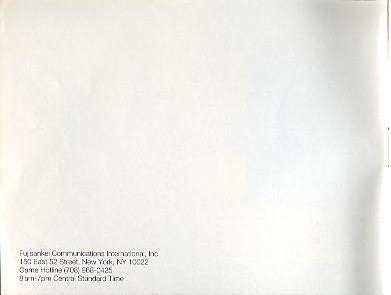 Fujisankei Communications International, Inc
150 East 52 Street, New York, NY 10022
Game Hotline (708) 968-0425
8am-7pm Central Standard Time